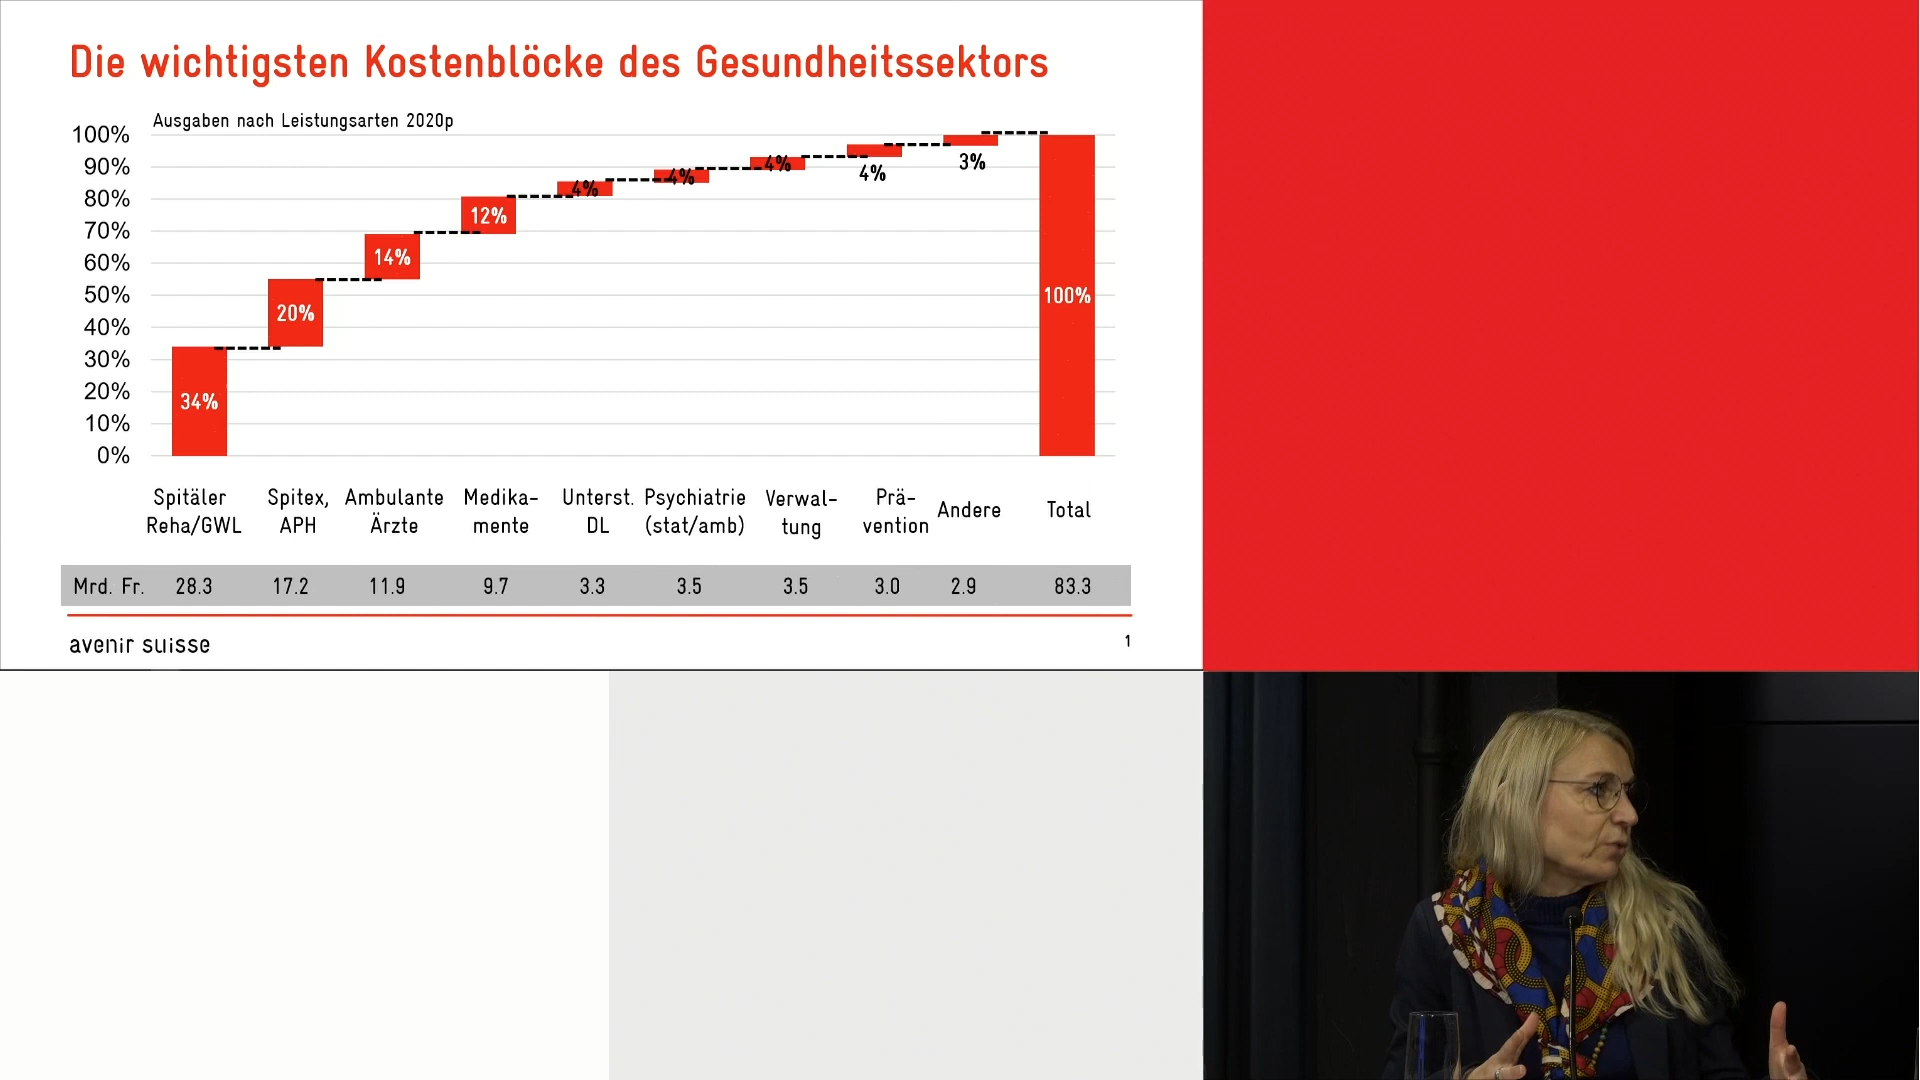 Die wichtigsten Kostenblöcke des Gesundheitssektors
Ausgaben nach Leistungsarten 2020p
100%
90%
80%
70%
60%
50%
40%
30%
20%
10%
0%
34%
20%
14%
12%
4%
4%
4%
4%
3%
100%
Spitäler Reha/GWL
Spitex, APH
Ambulante Ärzte
Medika-
mente
Unterst. DL
Psychiatrie (stat/amb)
Verwal-
tung
Prä-
vention
Andere
Total
Mrd. Fr. 28.3 17.2 11.9 9.7 3.3 3.5 3.5 3.0 2.9 83.3
avenir suisse
1